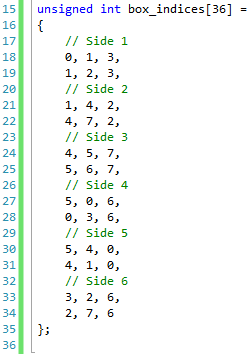 15 unsigned int box_indices[36] =
16 {
17 // Side 1
18 0, 1, 3,
19 1, 2, 3,
20 // Side 2
21 1, 4, 2,
22 4, 7, 2,
23 // Side 3
24 4, 5, 7,
25 5, 6, 7,
26 // Side 4
27 5, 0, 6,
28 0, 3, 6,
29 // Side 5
30 5, 4, 0,
31 4, 1, 0,
32 // Side 6
33 3, 2, 6,
34 2, 7, 6
35 };
36